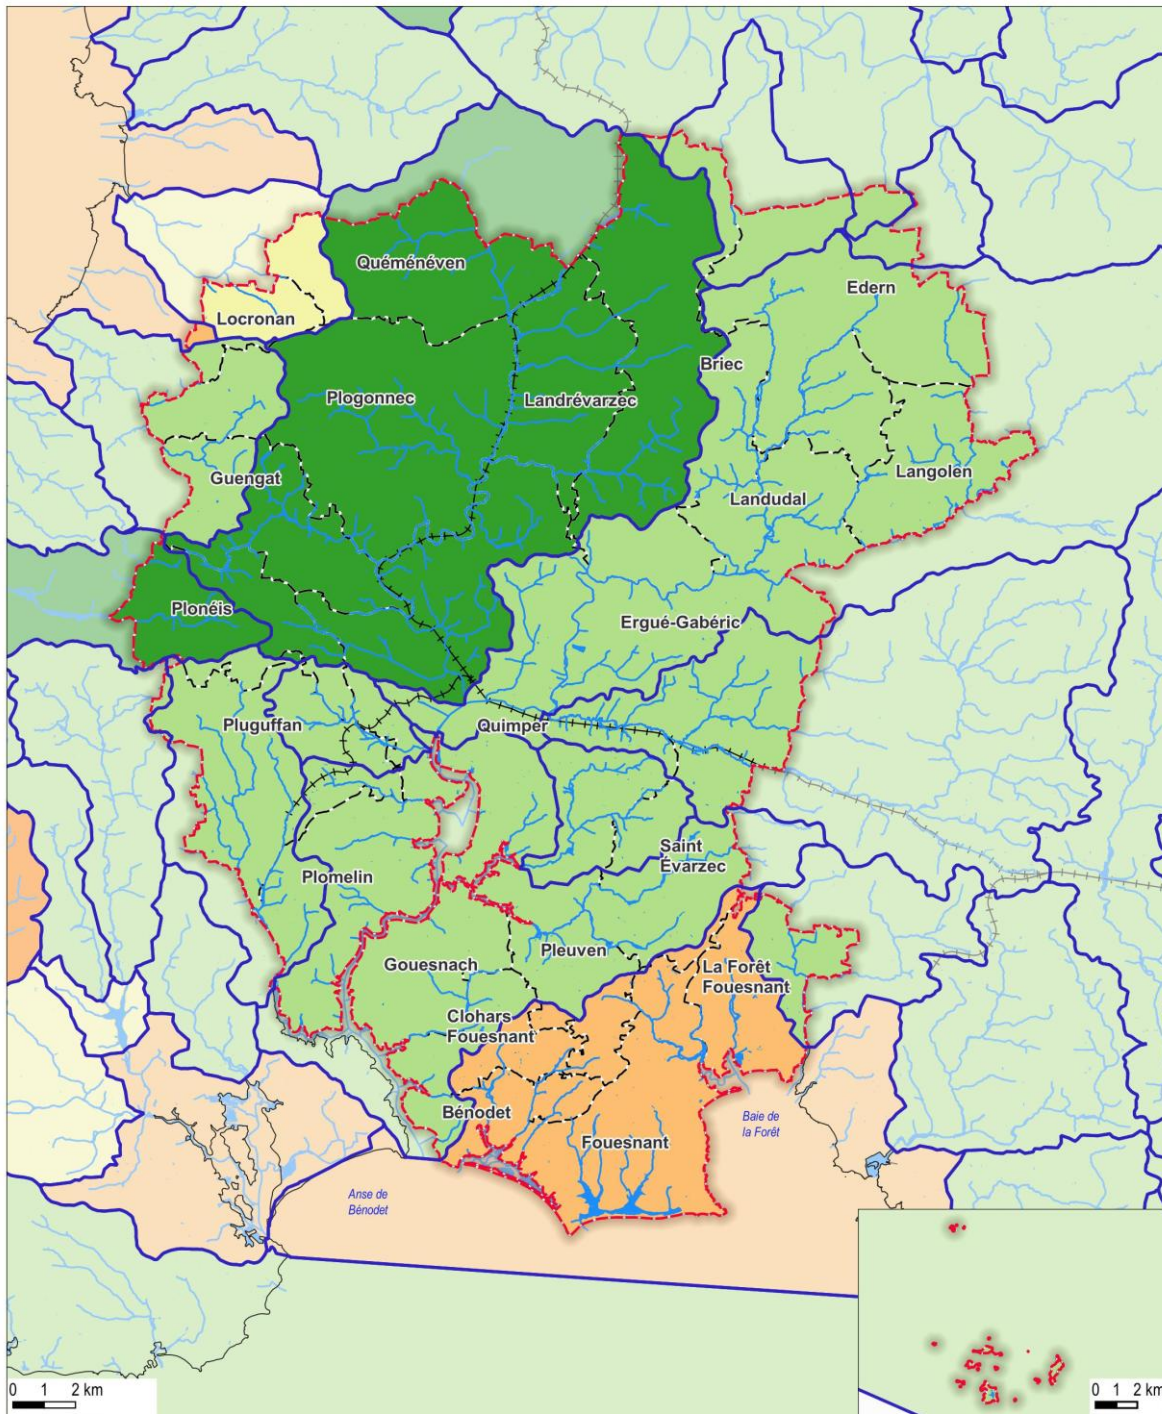 Quéménéven
Edern
Locronan
Briec
Plogonnec
Landrévarzec
Guengat
Langolen
Landudal
Plonéis
Ergué-Gabéric
Pluguffan
Quimper
Saint
Évarzec
Plomelin
Pleuven
Gouesnach
La Forêt
Fouesnant
Clohars
Fouesnant
Bénodet
Baie de
la Forêt
Fouesnant
Anse de
Bénodet
0 1 2 km
0 1 2 km